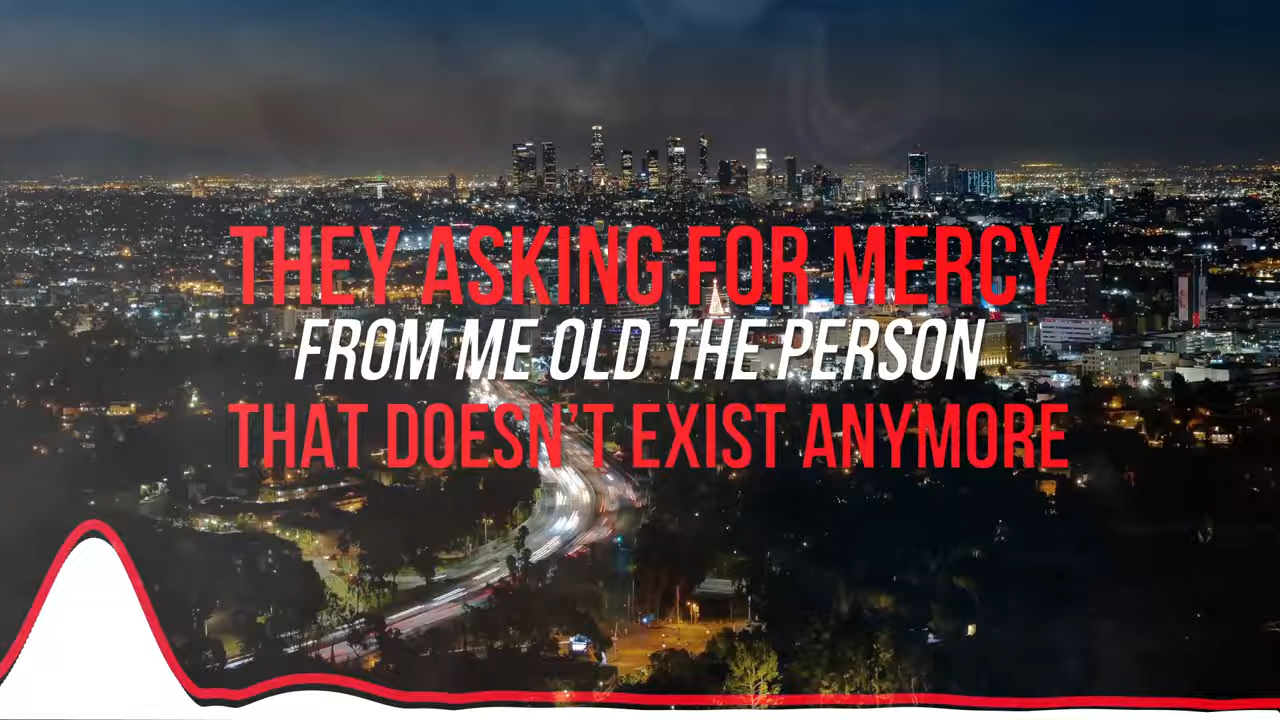 THEY ASKING FOR MERCY
FROM ME OLD THE PERSON
THAT DOESN'T EXIST ANYMORE